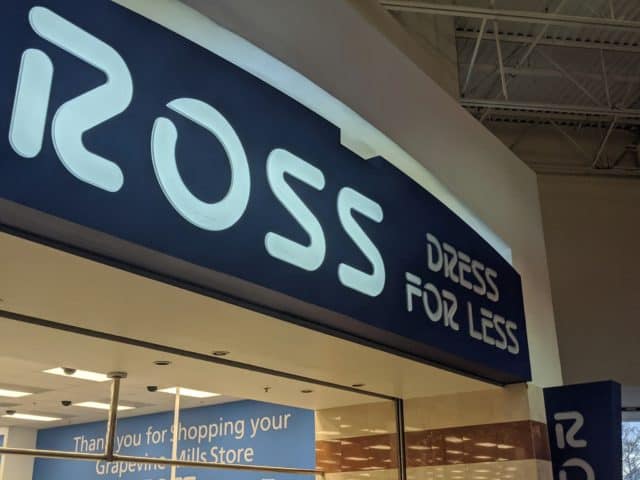 ROSS
DRESS
FOR LESS
Thank you for Shopping your
Grapevine Mills Store
R
O